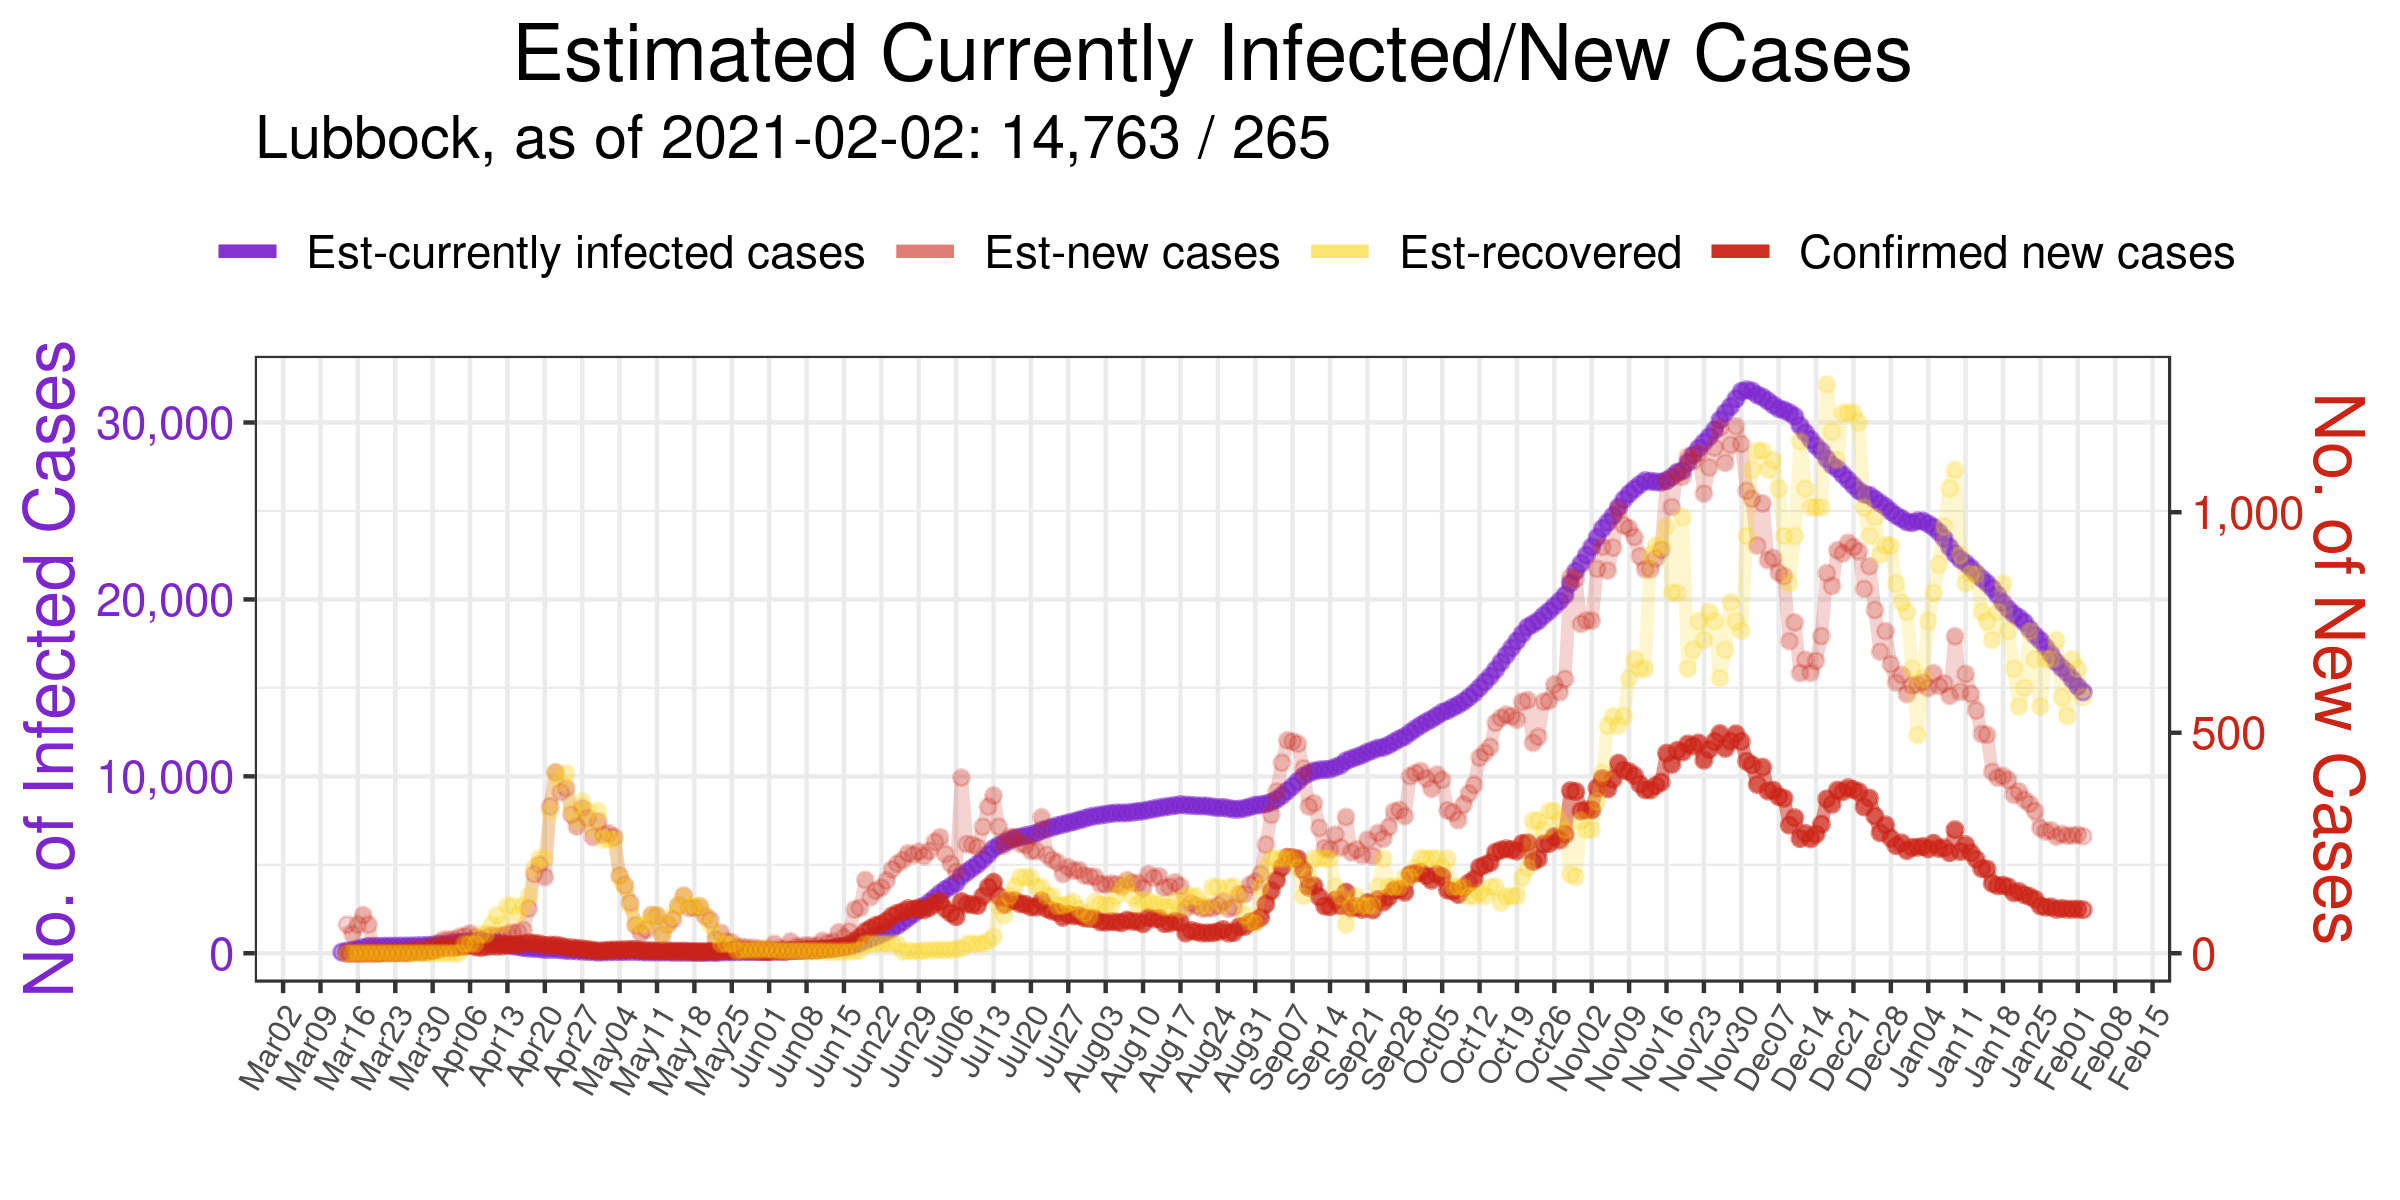 Estimated Currently Infected/New Cases
Lubbock, as of 2021-02-02: 14,763 / 265
Est-currently infected cases Est-new cases Est-recovered Confirmed new cases
No. of Infected Cases
30,000
20,000
10,000
0
1,000
500
0
No. of New Cases
Mar02 Mar09 Mar16 Mar23 Mar30 Apr06 Apr13 Apr20 Apr27 May04 May11 May18 May25 Jun01 Jun08 Jun15 Jun22 Jun29 Jul06 Jul13 Jul20 Jul27 Aug03 Aug10 Aug17 Aug24 Aug31 Sep07 Sep14 Sep21 Sep28 Oct05 Oct12 Oct19 Oct26 Nov02 Nov09 Nov16 Nov23 Nov30 Dec07 Dec14 Dec21 Dec28 Jan04 Jan11 Jan18 Jan25 Feb01 Feb08 Feb15